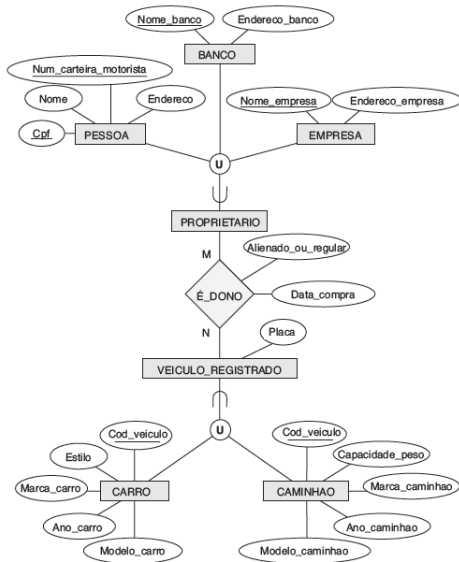 Nome_banco
Endereco_banco
BANCO
Num_carteira_motorista
Nome
Endereco
Cpf
PESSOA
Nome_empresa
Endereco_empresa
EMPRESA
U
PROPRIETARIO
M
Alienado_ou_regular
É_DONO
Data_compra
N
Placa
VEICULO_REGISTRADO
U
Cod_veiculo
Estilo
Marca_carro
CARRO
Ano_carro
Modelo_carro
Cod_veiculo
Capacidade_peso
Marca_caminhao
CAMINHAO
Ano_caminhao
Modelo_caminhao